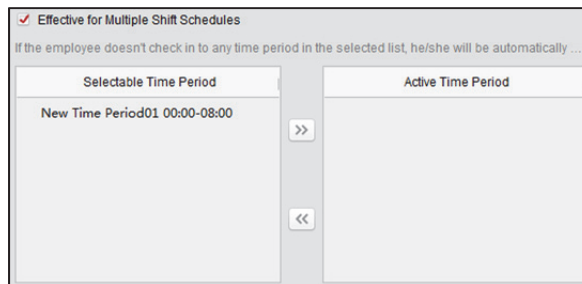 Effective for Multiple Shift Schedules
If the employee doesn't check in to any time period in the selected list, he/she will be automatically ...
Selectable Time Period
Active Time Period
New Time Period01 00:00-08:00
>>
<<